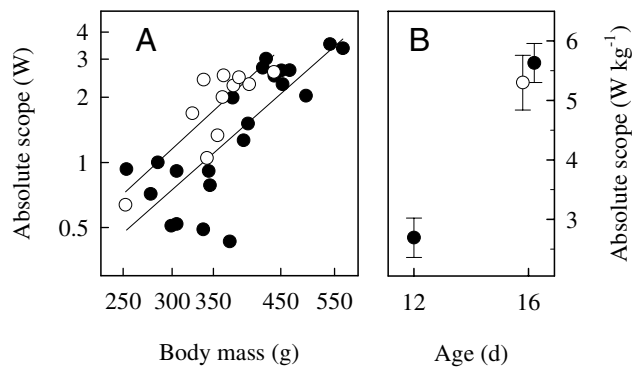 A
B
Absolute scope (W)
4
3
2
1
0.5
250 300 350 450 550
Body mass (g)
12 16
Age (d)
6
5
4
3
Absolute scope (W kg-1)